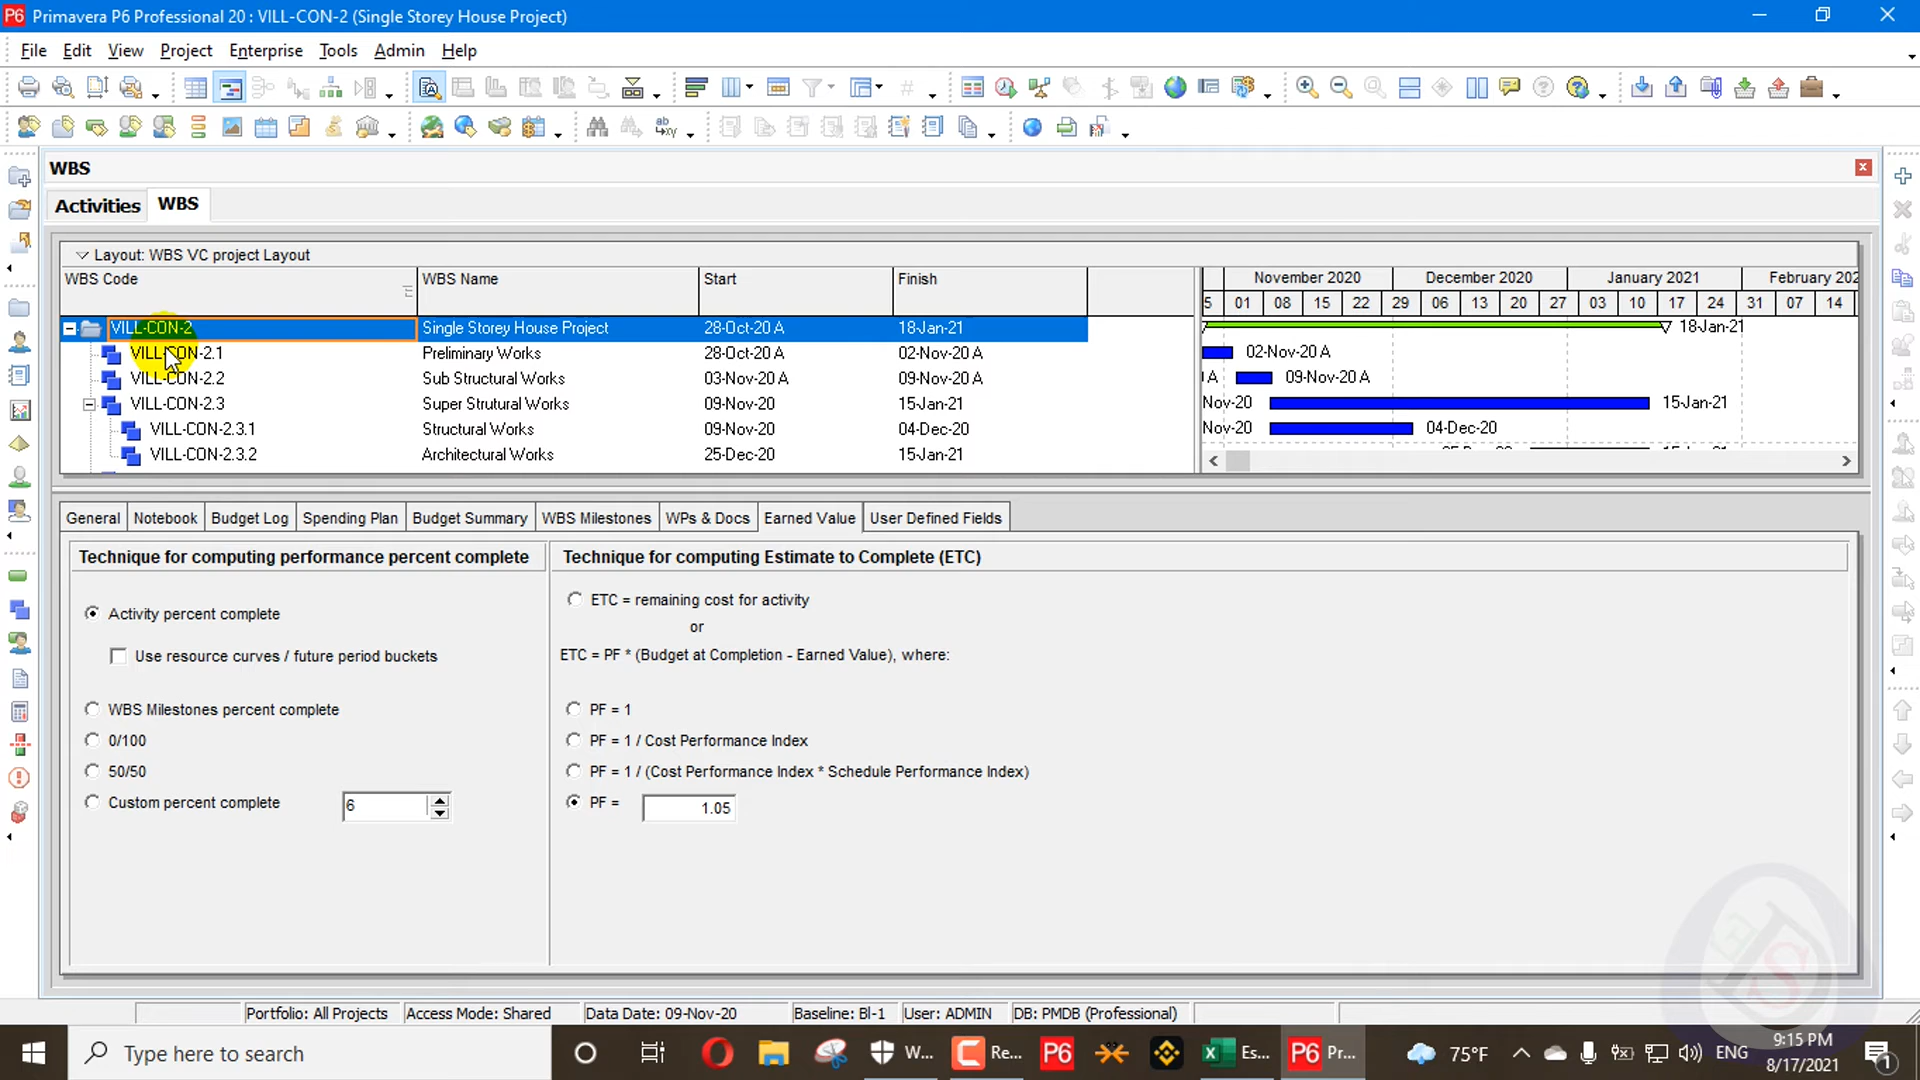 P6 Primavera P6 Professional 20 : VILL-CON-2 (Single Storey House Project)
File Edit View Project Enterprise Tools Admin Help
WBS
Activities WBS
Layout: WBS VC project Layout
WBS Code WBS Name Start Finish
November 2020 December 2020 January 2021 February 202
5 01 08 15 22 29 06 13 20 27 03 10 17 24 31 07 14
VILL-CON-2 Single Storey House Project 28-Oct-20 A 18-Jan-21 18-Jan-21
VILL-CON-2.1 Preliminary Works 28-Oct-20 A 02-Nov-20 A 02-Nov-20 A
VILL-CON-2.2 Sub Structural Works 03-Nov-20 A 09-Nov-20 A A 09-Nov-20 A
VILL-CON-2.3 Super Strutural Works 09-Nov-20 15-Jan-21 Nov-20 15-Jan-21
VILL-CON-2.3.1 Structural Works 09-Nov-20 04-Dec-20 Nov-20 04-Dec-20
VILL-CON-2.3.2 Architectural Works 25-Dec-20 15-Jan-21
General Notebook Budget Log Spending Plan Budget Summary WBS Milestones WPs & Docs Earned Value User Defined Fields
Technique for computing performance percent complete
Activity percent complete
Use resource curves / future period buckets
WBS Milestones percent complete
0/100
50/50
Custom percent complete 6
Technique for computing Estimate to Complete (ETC)
ETC = remaining cost for activity
or
ETC = PF * (Budget at Completion - Earned Value), where:
PF = 1
PF = 1 / Cost Performance Index
PF = 1 / (Cost Performance Index * Schedule Performance Index)
PF = 1.05
Portfolio: All Projects Access Mode: Shared Data Date: 09-Nov-20 Baseline: Bl-1 User: ADMIN DB: PMDB (Professional)
Type here to search
W... Re... P6 Es... P6 Pr...
75°F ENG
9:15 PM
8/17/2021
1